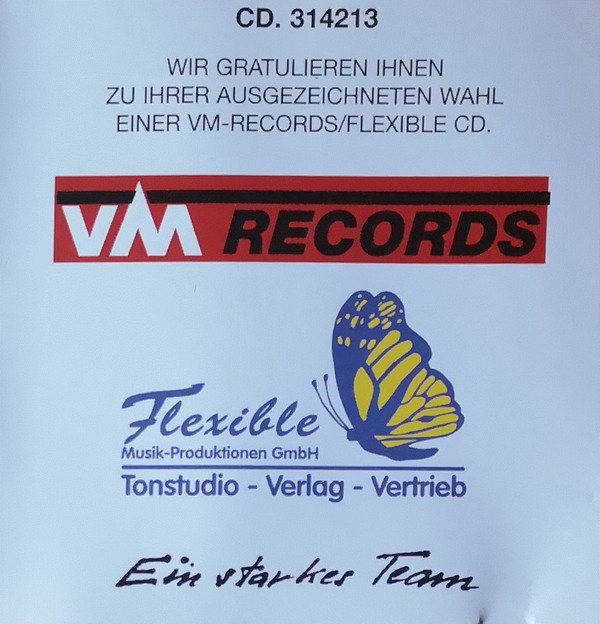 CD. 314213
WIR GRATULIEREN IHNEN
ZU IHRER AUSGEZEICHNETEN WAHL
EINER VM-RECORDS/FLEXIBLE CD.
VM RECORDS
Flexible
Musik-Produktionen GmbH
Tonstudio - Verlag - Vertrieb
Ein starkes Team